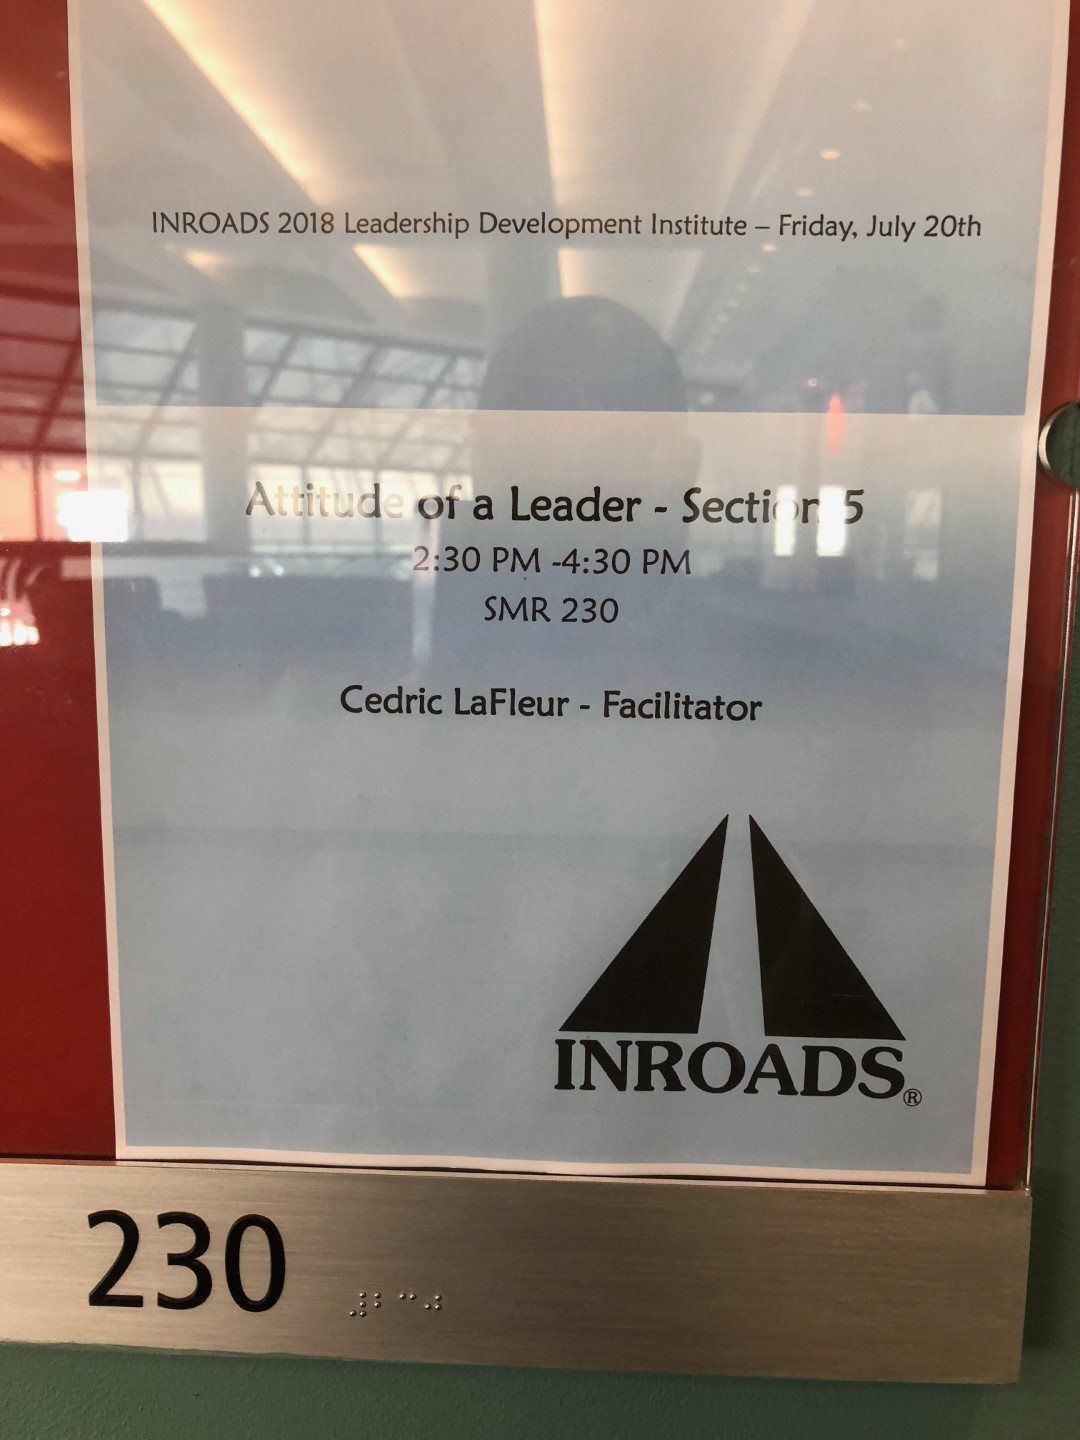 INROADS 2018 Leadership Development Institute – Friday, July 20th
Attitude of a Leader - Section 5
2:30 PM -4:30 PM
SMR 230
Cedric LaFleur - Facilitator
INROADS®
230
⠼⠃⠉⠚